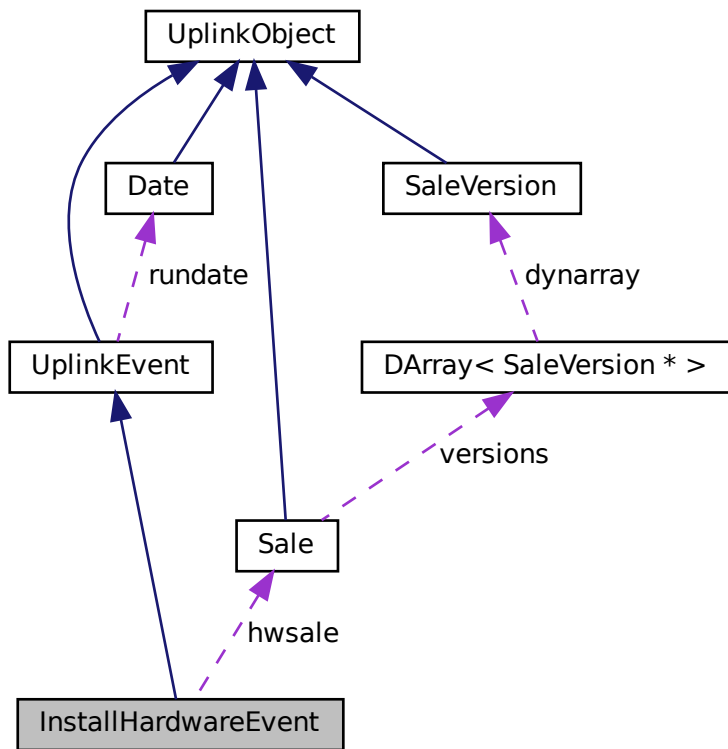 UplinkObject
Date
SaleVersion
rundate
dynarray
UplinkEvent
DArray< SaleVersion * >
versions
Sale
hwsale
InstallHardwareEvent